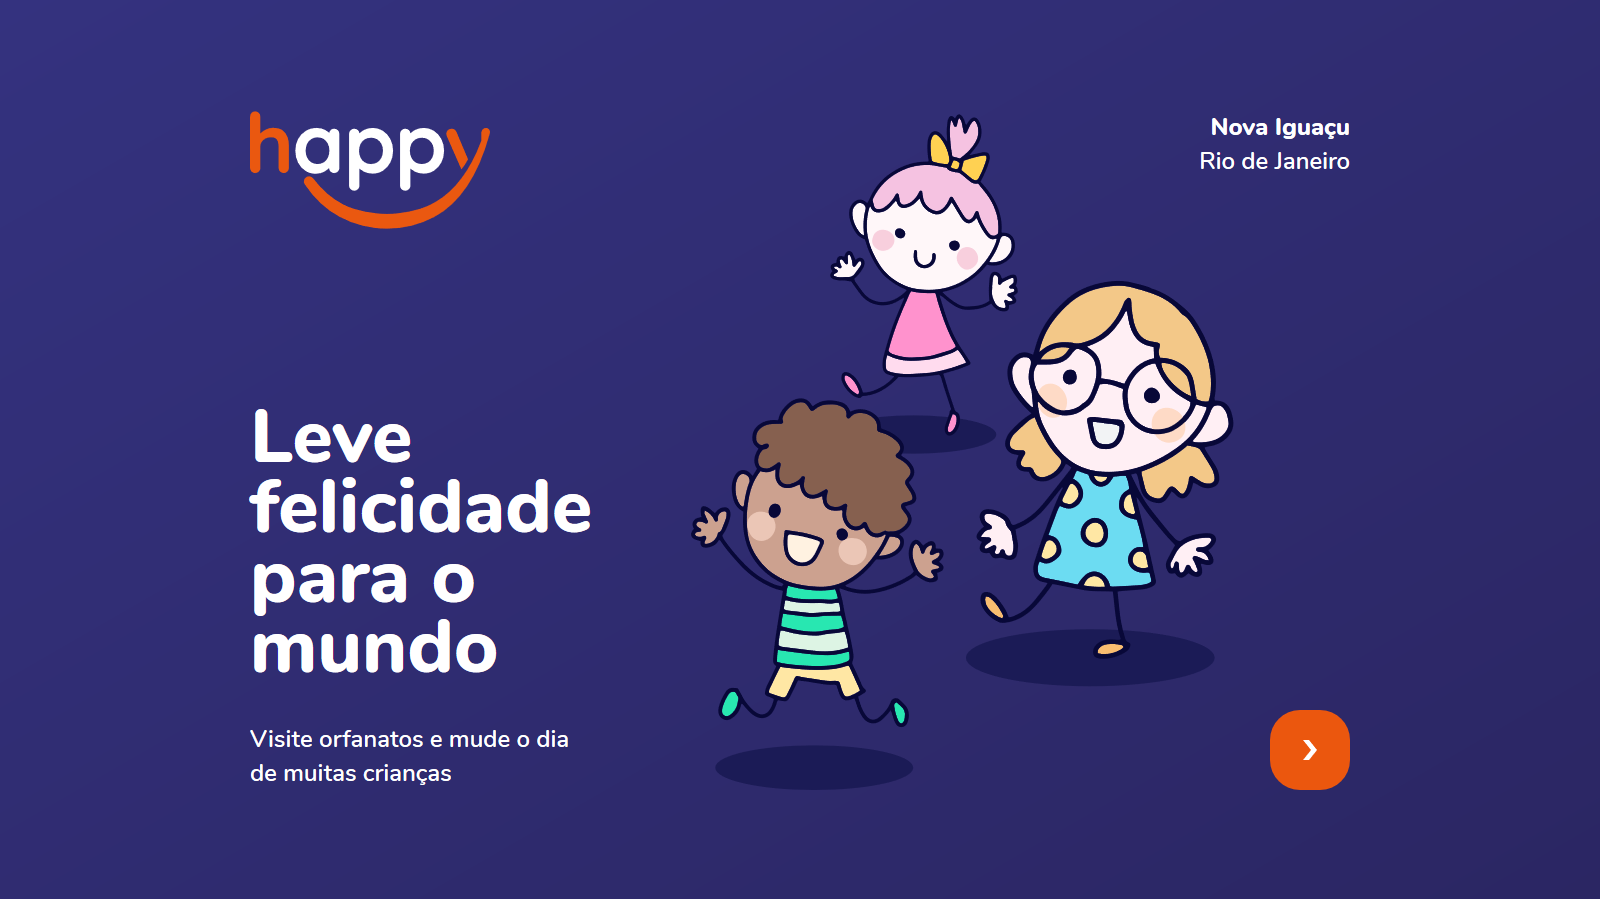 happy
Nova Iguaçu
Rio de Janeiro
Leve
felicidade
para o
mundo
Visite orfanatos e mude o dia
de muitas crianças